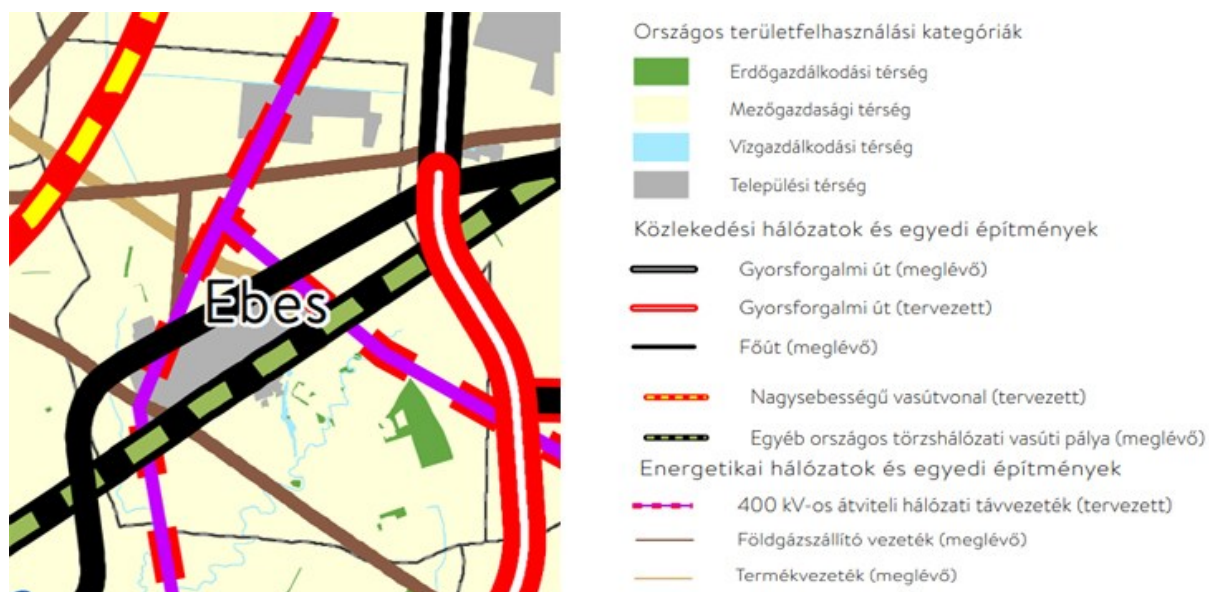 Ebes
Országos területfelhasználási kategóriák
Erdőgazdálkodási térség
Mezőgazdasági térség
Vízgazdálkodási térség
Települési térség
Közlekedési hálózatok és egyedi építmények
Gyorsforgalmi út (meglévő)
Gyorsforgalmi út (tervezett)
Főút (meglévő)
Nagysebességű vasútvonal (tervezett)
Egyéb országos törzshálózati vasúti pálya (meglévő)
Energetikai hálózatok és egyedi építmények
400 kV-os átviteli hálózati távvezeték (tervezett)
Földgázszállító vezeték (meglévő)
Termékvezeték (meglévő)